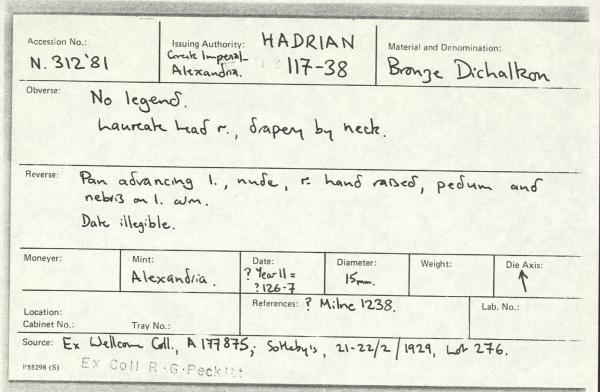 Accession No.:
N. 312'81
Issuing Authority: HADRIAN
Greek Imperial-
Alexandria. 117-38
Material and Denomination:
Bronze Dichalkon
Obverse: No legend.
Laureate head r., drapery by neck.
Reverse: Pan advancing l., nude, r. hand raised, pedum and
nebris on l. arm.
Date illegible.
Moneyer:
Mint:
Alexandria.
Date:
? Year 11 =
? 126-7
Diameter:
15mm.
Weight:
Die Axis:
↑
Location:
Cabinet No.: Tray No.:
References: ? Milne 1238.
Lab. No.:
Source: Ex Wellcome Coll., A177875; Sotheby's, 21-22/2/1929, Lot 276.
PS5298 (S) Ex Coll R.G.Peckitt